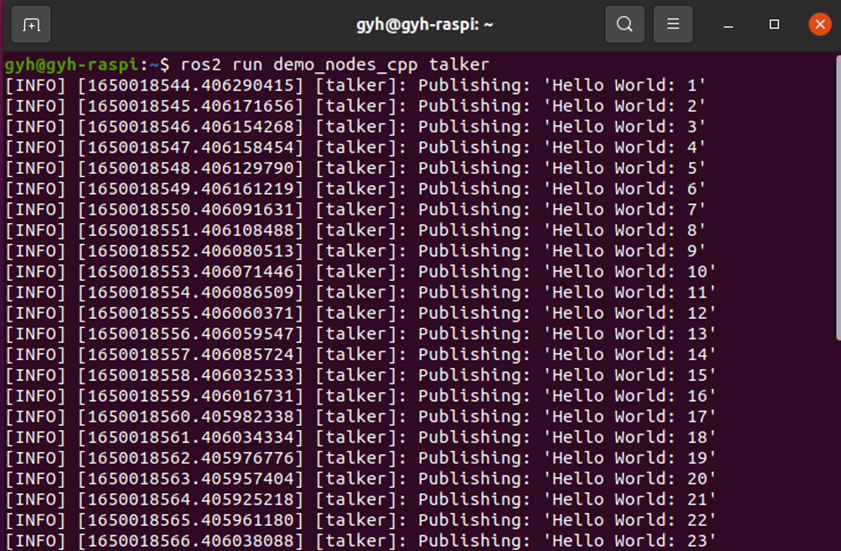 gyh@gyh-raspi: ~
gyh@gyh-raspi:~$ ros2 run demo_nodes_cpp talker
[INFO] [1650018544.406290415] [talker]: Publishing: 'Hello World: 1'
[INFO] [1650018545.405171656] [talker]: Publishing: 'Hello World: 2'
[INFO] [1650018546.406154268] [talker]: Publishing: 'Hello World: 3'
[INFO] [1650018547.406158454] [talker]: Publishing: 'Hello World: 4'
[INFO] [1650018548.406129790] [talker]: Publishing: 'Hello World: 5'
[INFO] [1650018549.406161219] [talker]: Publishing: 'Hello World: 6'
[INFO] [1650018550.406091631] [talker]: Publishing: 'Hello World: 7'
[INFO] [1650018551.406108488] [talker]: Publishing: 'Hello World: 8'
[INFO] [1650018552.406080513] [talker]: Publishing: 'Hello World: 9'
[INFO] [1650018553.406071446] [talker]: Publishing: 'Hello World: 10'
[INFO] [1650018554.406086509] [talker]: Publishing: 'Hello World: 11'
[INFO] [1650018555.406060371] [talker]: Publishing: 'Hello World: 12'
[INFO] [1650018556.406059547] [talker]: Publishing: 'Hello World: 13'
[INFO] [1650018557.406085724] [talker]: Publishing: 'Hello World: 14'
[INFO] [1650018558.406032533] [talker]: Publishing: 'Hello World: 15'
[INFO] [1650018559.406016731] [talker]: Publishing: 'Hello World: 16'
[INFO] [1650018560.405982338] [talker]: Publishing: 'Hello World: 17'
[INFO] [1650018561.406034334] [talker]: Publishing: 'Hello World: 18'
[INFO] [1650018562.405976776] [talker]: Publishing: 'Hello World: 19'
[INFO] [1650018563.405957404] [talker]: Publishing: 'Hello World: 20'
[INFO] [1650018564.405925218] [talker]: Publishing: 'Hello World: 21'
[INFO] [1650018565.405961180] [talker]: Publishing: 'Hello World: 22'
[INFO] [1650018566.406038088] [talker]: Publishing: 'Hello World: 23'